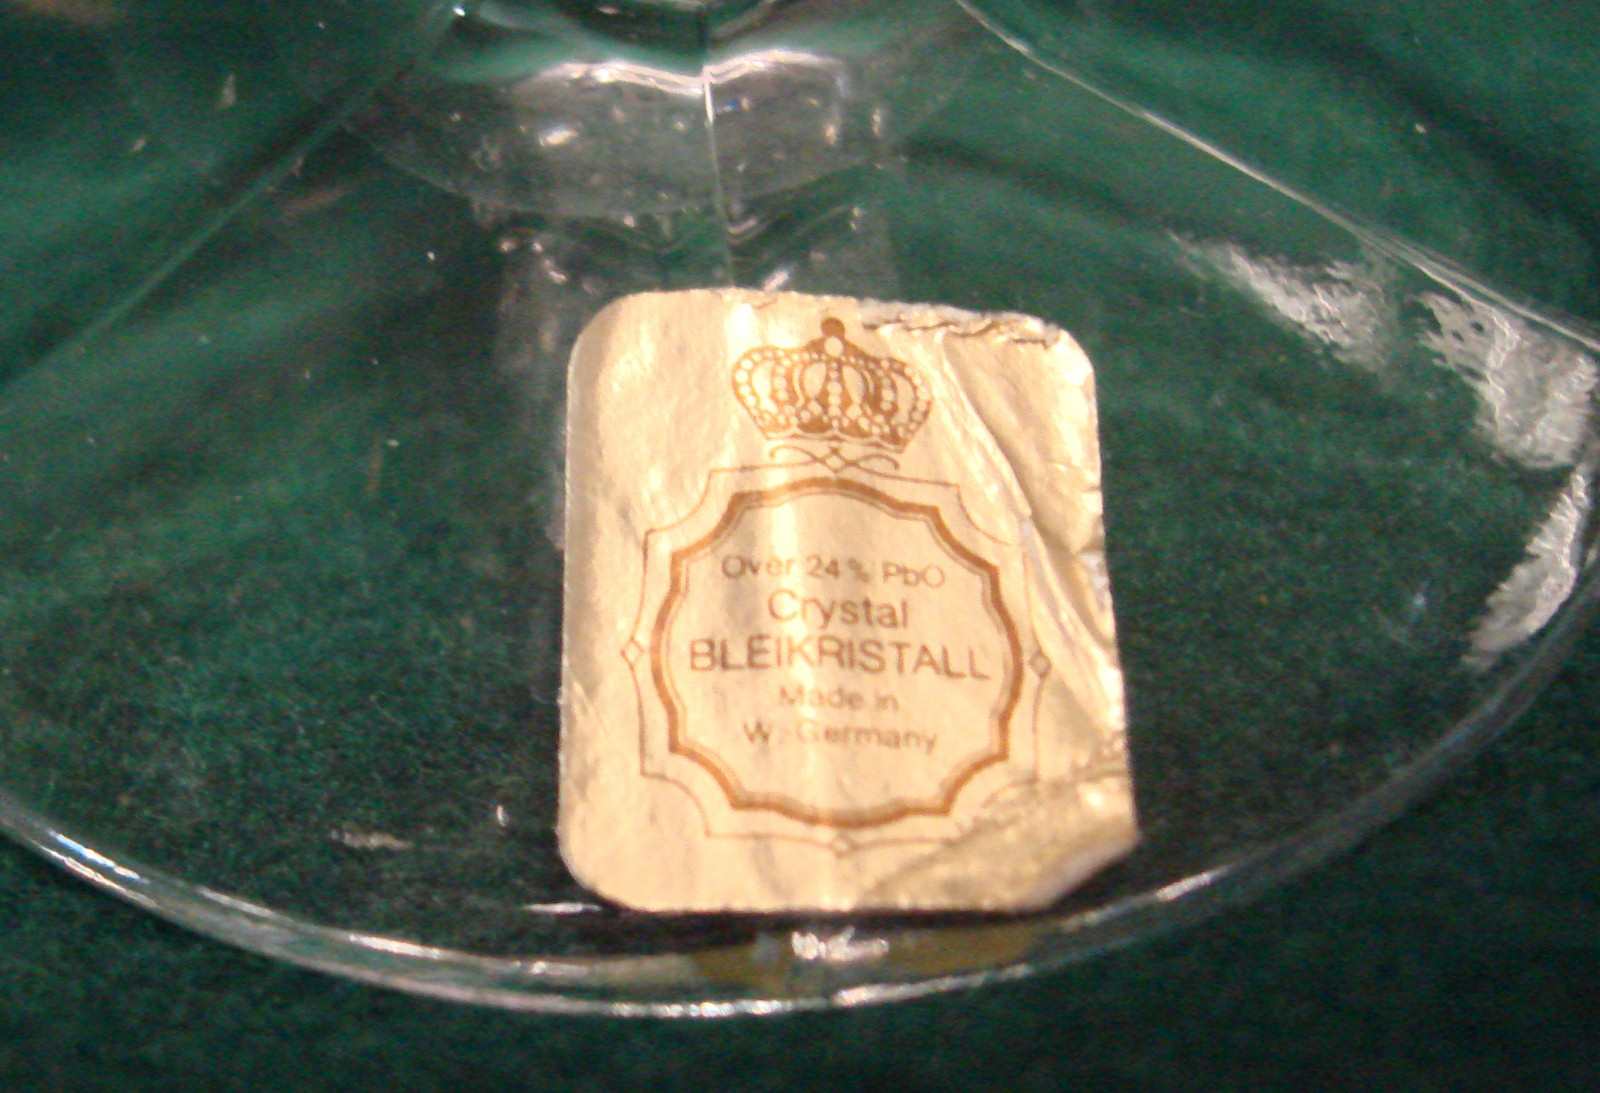 Over 24% PbO
Crystal
BLEIKRISTALL
Made in
W.-Germany